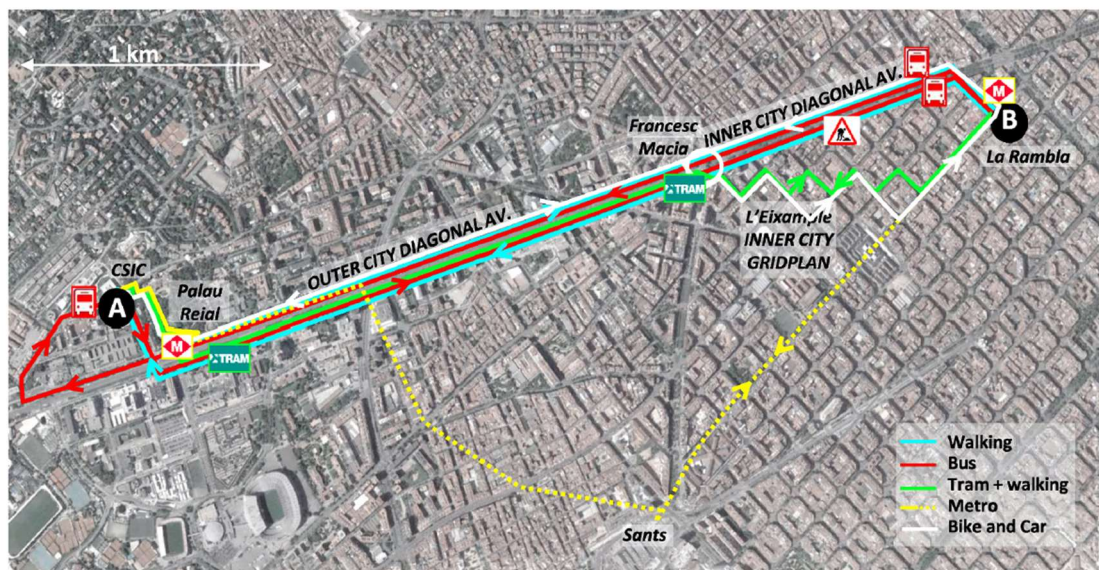 1 km
INNER CITY DIAGONAL AV.
M
B
La Rambla
Francesc
Macia
TRAM
L'Eixample
INNER CITY
GRIDPLAN
OUTER CITY DIAGONAL AV.
CSIC
A
Palau
Reial
M
TRAM
Sants
Walking
Bus
Tram + walking
Metro
Bike and Car